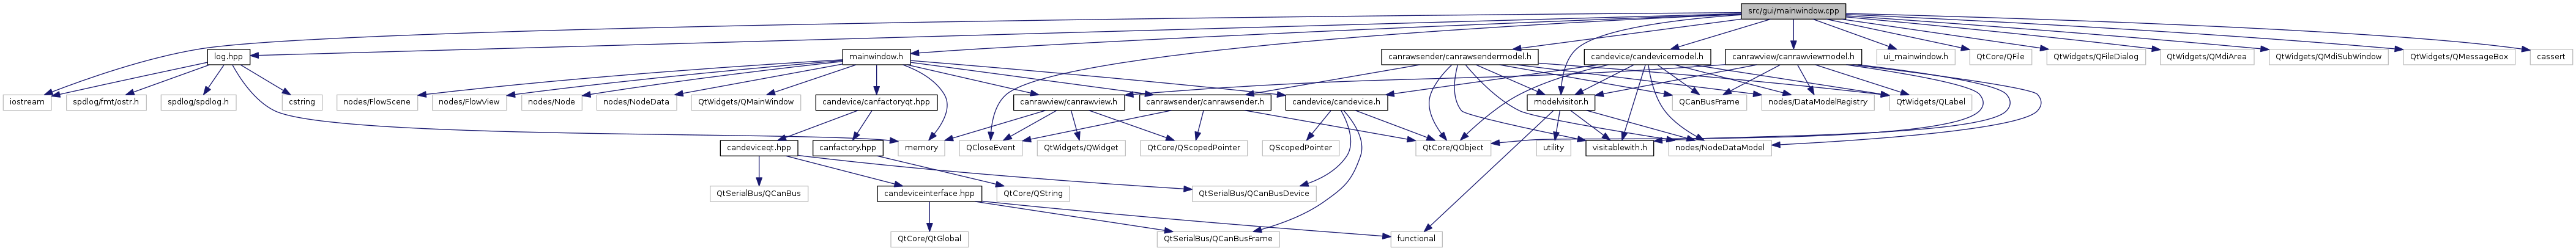 src/gui/mainwindow.cpp
log.hpp
mainwindow.h
canrawsender/canrawsendermodel.h
candevice/candevicemodel.h
canrawview/canrawviewmodel.h
ui_mainwindow.h
QtCore/QFile
QtWidgets/QFileDialog
QtWidgets/QMdiArea
QtWidgets/QMdiSubWindow
QtWidgets/QMessageBox
cassert
iostream
spdlog/fmt/ostr.h
spdlog/spdlog.h
cstring
nodes/FlowScene
nodes/FlowView
nodes/Node
nodes/NodeData
QtWidgets/QMainWindow
candevice/canfactoryqt.hpp
canrawview/canrawview.h
canrawsender/canrawsender.h
candevice/candevice.h
modelvisitor.h
QCanBusFrame
nodes/DataModelRegistry
QtWidgets/QLabel
candeviceqt.hpp
canfactory.hpp
memory
QCloseEvent
QtWidgets/QWidget
QtCore/QScopedPointer
QScopedPointer
QtCore/QObject
utility
visitablewith.h
nodes/NodeDataModel
QtSerialBus/QCanBus
candeviceinterface.hpp
QtCore/QString
QtSerialBus/QCanBusDevice
QtCore/QtGlobal
QtSerialBus/QCanBusFrame
functional